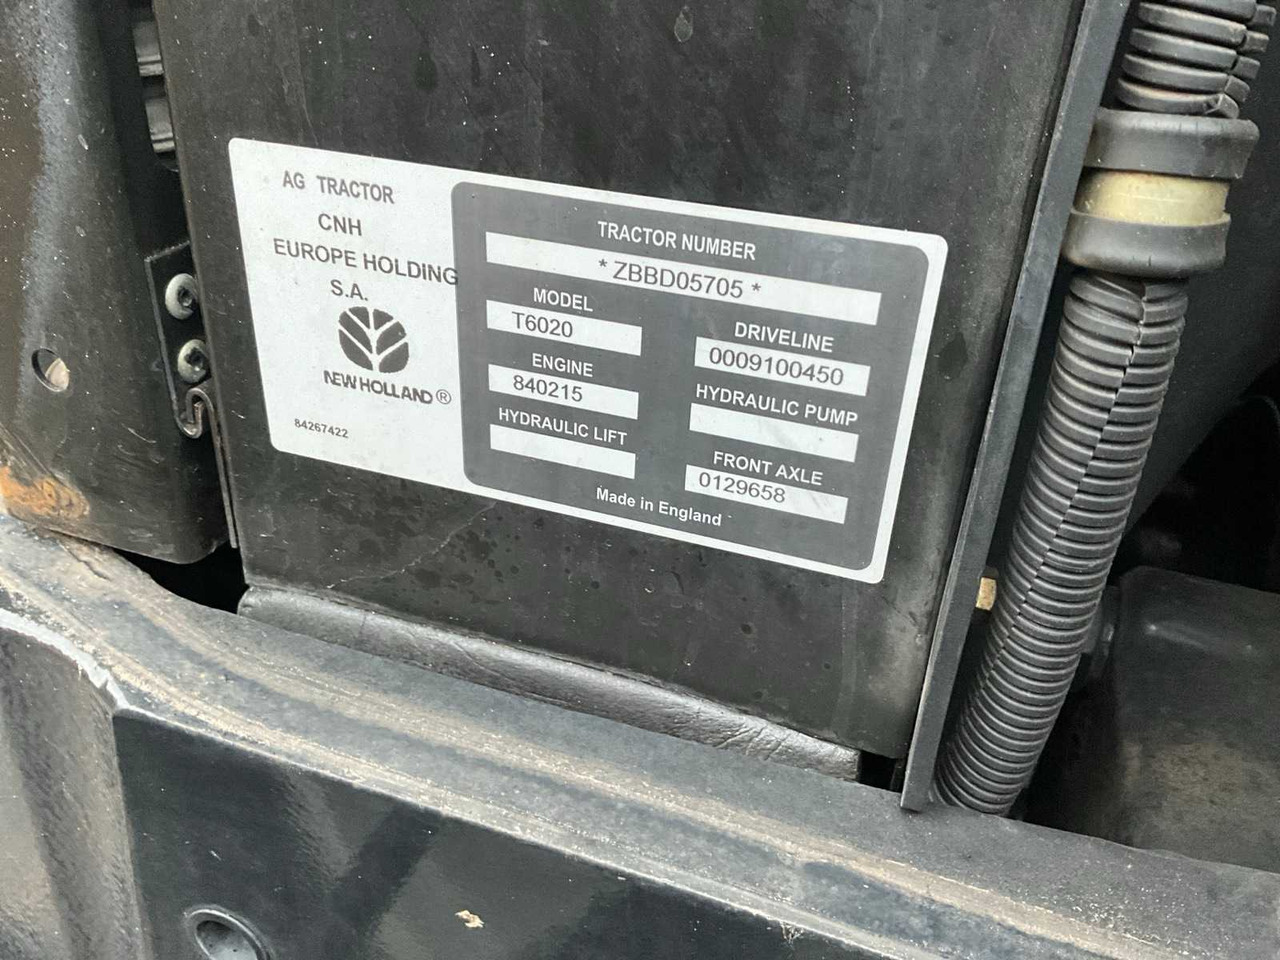 AG TRACTOR
CNH
EUROPE HOLDING
S.A.
NEW HOLLAND®
84267422
TRACTOR NUMBER
* ZBBD05705 *
MODEL
T6020
DRIVELINE
0009100450
ENGINE
840215
HYDRAULIC PUMP
HYDRAULIC LIFT
FRONT AXLE
0129658
Made in England